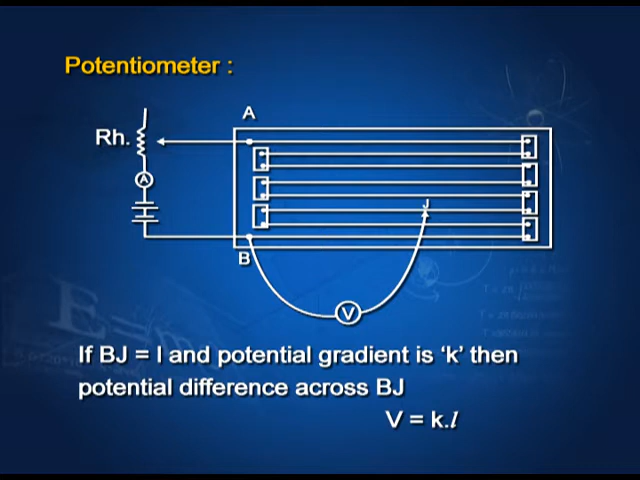 Potentiometer :
A
Rh.
A
J
B
V
If BJ = l and potential gradient is ‘k’ then
potential difference across BJ
V = k.l